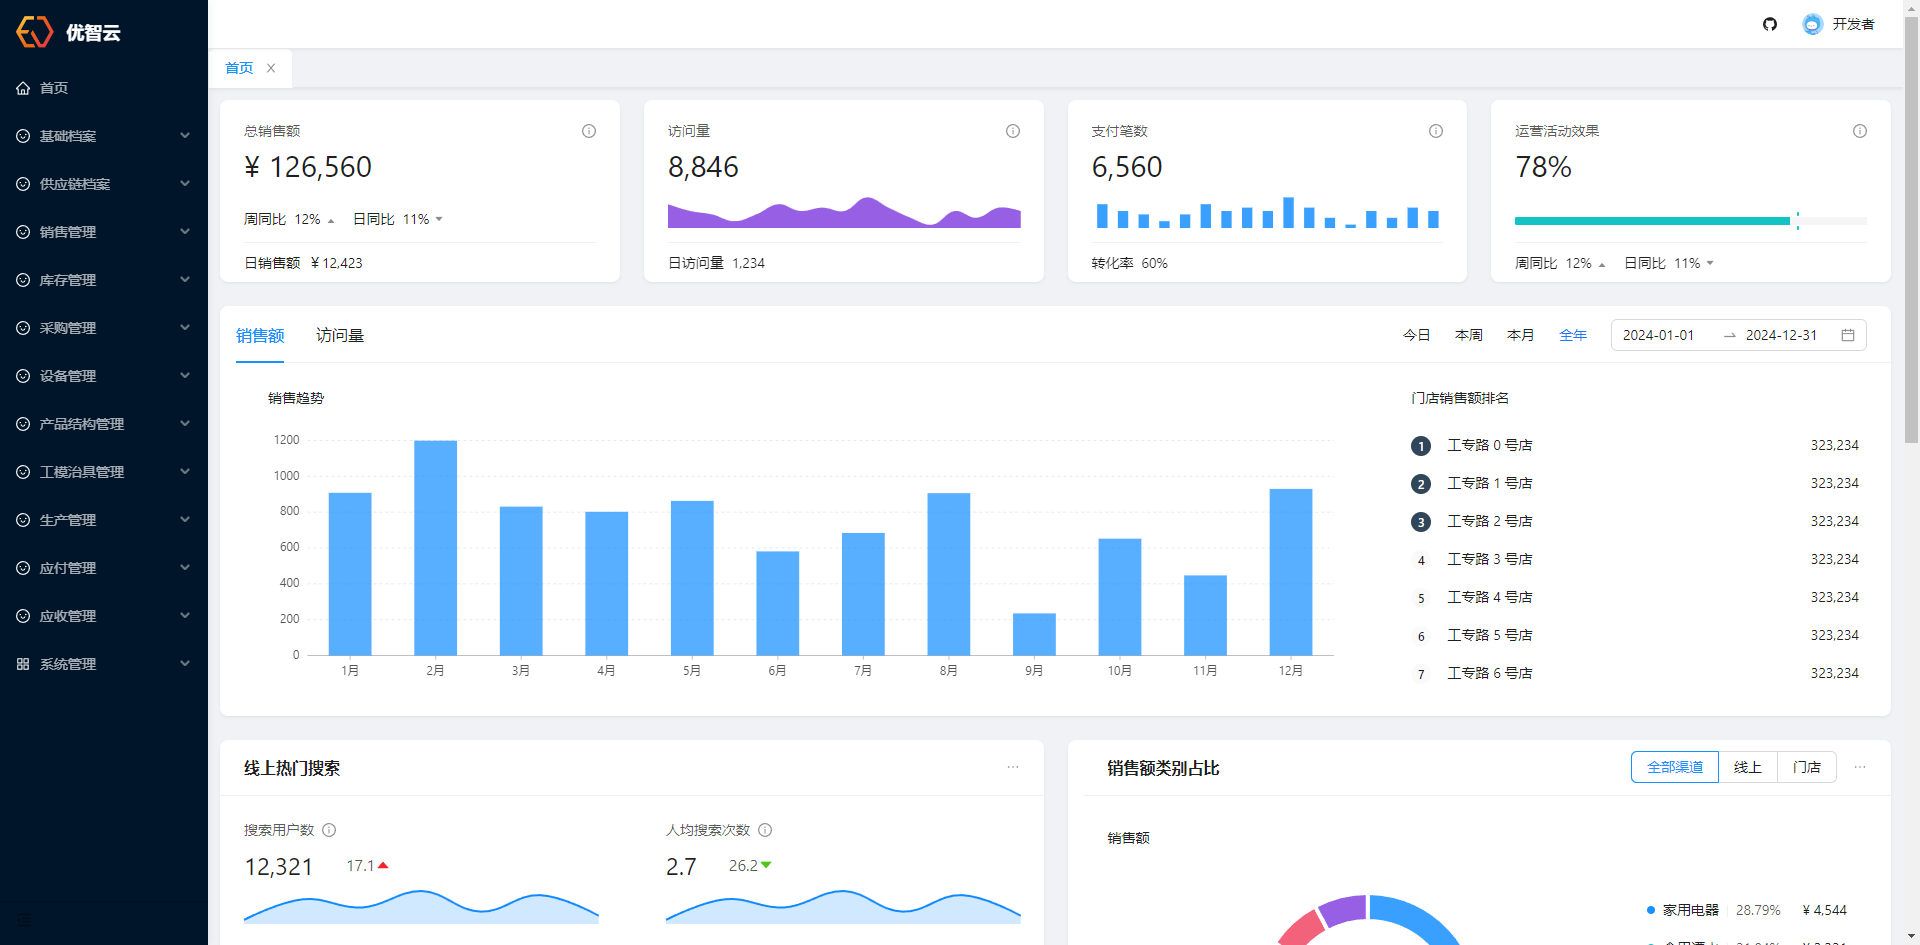 优智云
首页
基础档案
供应链档案
销售管理
库存管理
采购管理
设备管理
产品结构管理
工模治具管理
生产管理
应付管理
应收管理
系统管理
开发者
首页
总销售额
¥ 126,560
周同比 12% 日同比 11%
日销售额 ¥ 12,423
访问量
8,846
日访问量 1,234
支付笔数
6,560
转化率 60%
运营活动效果
78%
周同比 12% 日同比 11%
销售额 访问量
今日 本周 本月 全年 2024-01-01 2024-12-31
销售趋势
1200
1000
800
600
400
200
0
1月 2月 3月 4月 5月 6月 7月 8月 9月 10月 11月 12月
门店销售额排名
1 工专路 0 号店 323,234
2 工专路 1 号店 323,234
3 工专路 2 号店 323,234
4 工专路 3 号店 323,234
5 工专路 4 号店 323,234
6 工专路 5 号店 323,234
7 工专路 6 号店 323,234
线上热门搜索
搜索用户数
12,321 17.1
人均搜索次数
2.7 26.2
销售额类别占比
全部渠道 线上 门店
销售额
家用电器 28.79% ¥ 4,544